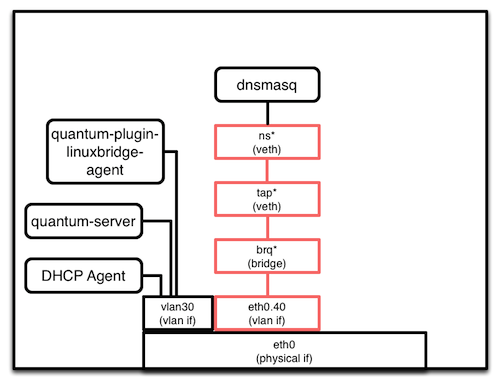 dnsmasq
quantum-plugin-
linuxbridge-
agent
ns*
(veth)
tap*
(veth)
quantum-server
brq*
(bridge)
DHCP Agent
vlan30
(vlan if)
eth0.40
(vlan if)
eth0
(physical if)